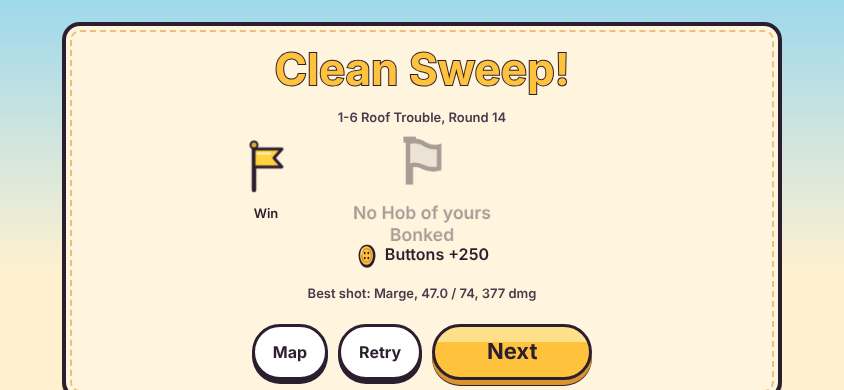 Clean Sweep!
1-6 Roof Trouble, Round 14
Win
No Hob of yours
Bonked
Buttons +250
Best shot: Marge, 47.0 / 74, 377 dmg
Map
Retry
Next